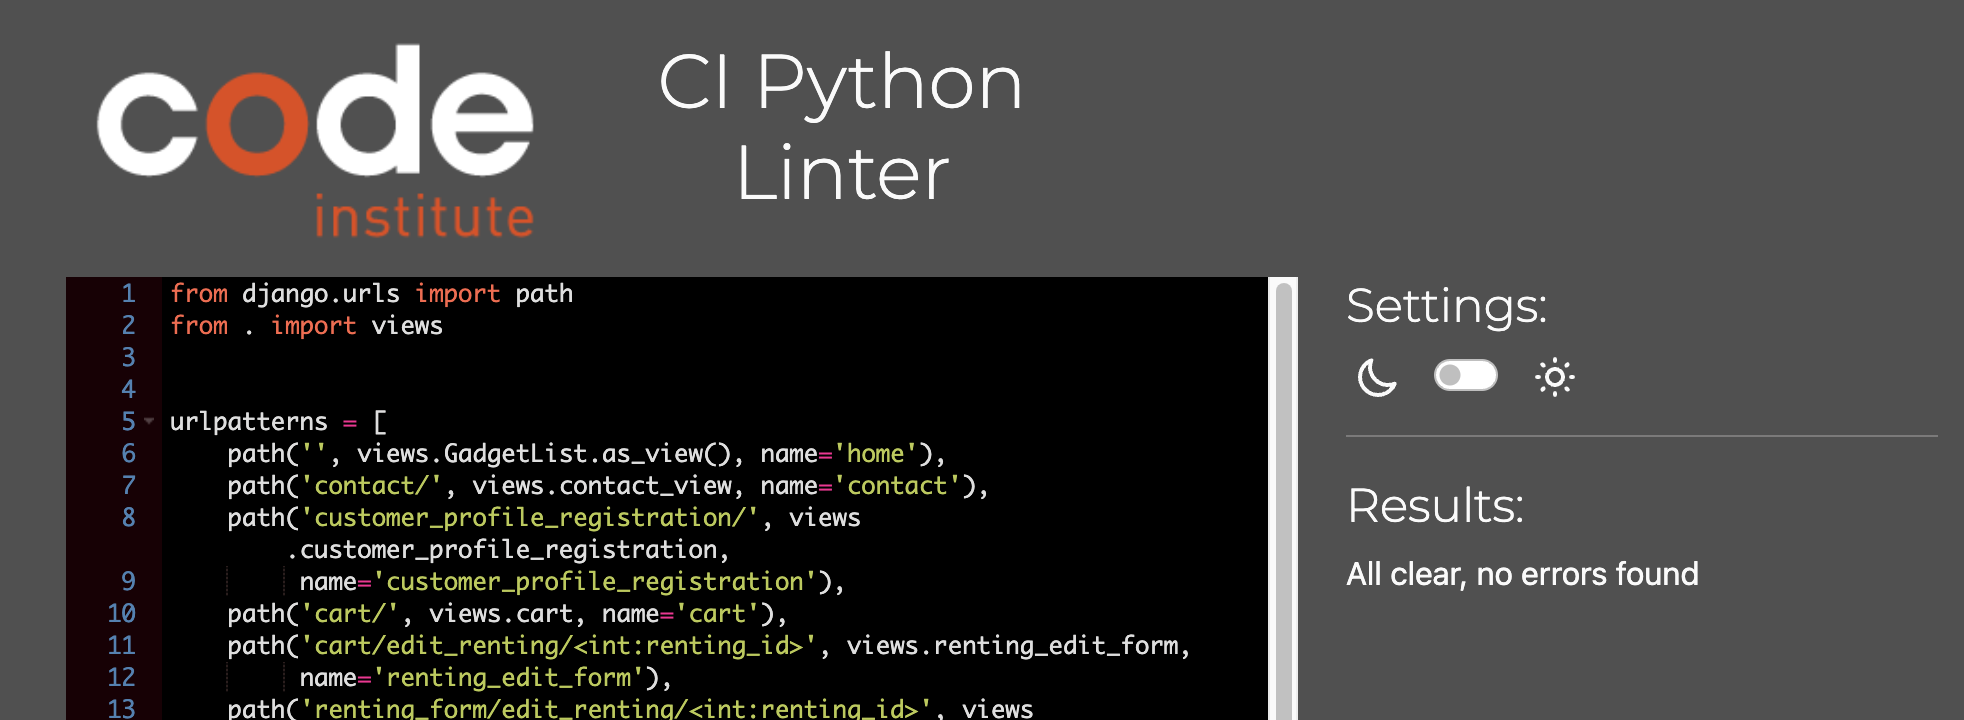 code
institute
CI Python
Linter
1 from django.urls import path
2 from . import views
3
4
5 urlpatterns = [
6     path('', views.GadgetList.as_view(), name='home'),
7     path('contact/', views.contact_view, name='contact'),
8     path('customer_profile_registration/', views
        .customer_profile_registration,
9          name='customer_profile_registration'),
10     path('cart/', views.cart, name='cart'),
11     path('cart/edit_renting/<int:renting_id>', views.renting_edit_form,
12          name='renting_edit_form'),
13     path('renting_form/edit_renting/<int:renting_id>', views
Settings:
Results:
All clear, no errors found